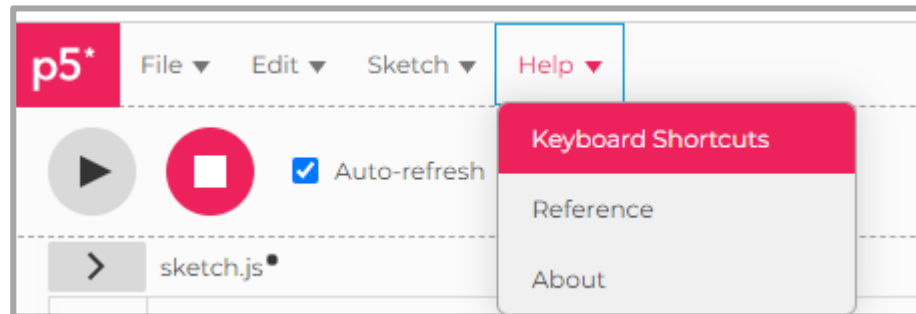 p5* File ▼ Edit ▼ Sketch ▼ Help ▼
Keyboard Shortcuts
Auto-refresh
Reference
sketch.js●
About